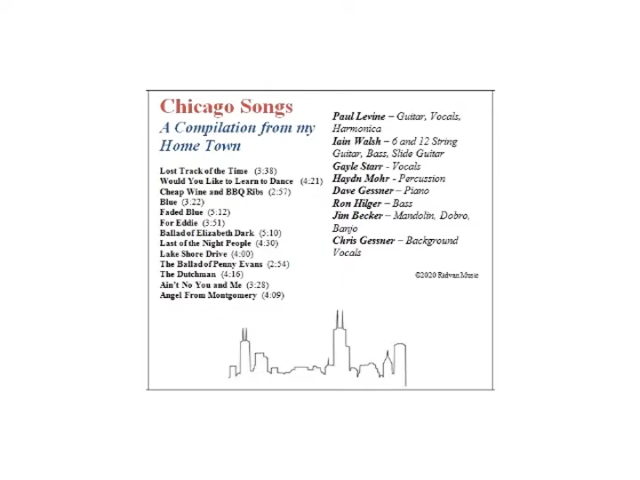 Chicago Songs
A Compilation from my
Home Town
Lost Track of the Time (3:38)
Would You Like to Learn to Dance (4:21)
Cheap Wine and BBQ Ribs (2:57)
Blue (3:22)
Faded Blue (5:12)
For Eddie (3:51)
Ballad of Elizabeth Dark (5:10)
Last of the Night People (4:30)
Lake Shore Drive (4:00)
The Ballad of Penny Evans (2:54)
The Dutchman (4:16)
Ain't No You and Me (3:28)
Angel From Montgomery (4:09)
Paul Levine – Guitar, Vocals,
Harmonica
Iain Walsh – 6 and 12 String
Guitar, Bass, Slide Guitar
Gayle Starr - Vocals
Haydn Mohr - Percussion
Dave Gessner – Piano
Ron Hilger – Bass
Jim Becker – Mandolin, Dobro,
Banjo
Chris Gessner – Background
Vocals
©2020 Ridvan Music